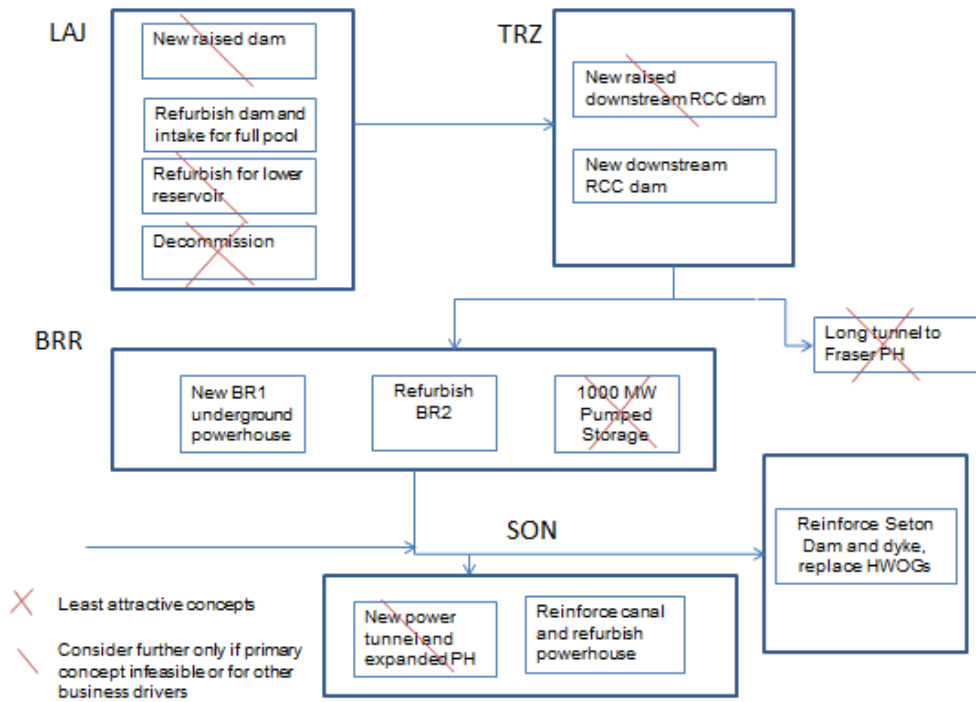 LAJ
New raised dam
Refurbish dam and
intake for full pool
Refurbish for lower
reservoir
Decommission
TRZ
New raised
downstream RCC dam
New downstream
RCC dam
Long tunnel to
Fraser PH
BRR
New BR1
underground
powerhouse
Refurbish
BR2
1000 MW
Pumped
Storage
SON
Reinforce Seton
Dam and dyke,
replace HWOGs
New power
tunnel and
expanded PH
Reinforce canal
and refurbish
powerhouse
Least attractive concepts
Consider further only if primary
concept infeasible or for other
business drivers